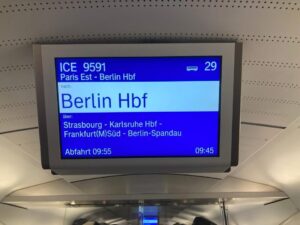 ICE 9591 29
Paris Est - Berlin Hbf
nach:
Berlin Hbf
über:
Strasbourg - Karlsruhe Hbf -
Frankfurt(M)Süd - Berlin-Spandau
Abfahrt 09:55 09:45